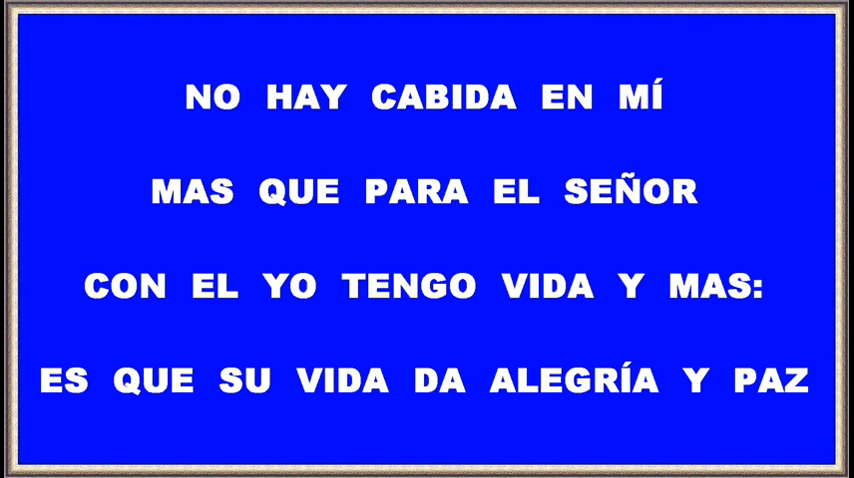 NO HAY CABIDA EN MÍ
MAS QUE PARA EL SEÑOR
CON EL YO TENGO VIDA Y MAS:
ES QUE SU VIDA DA ALEGRÍA Y PAZ